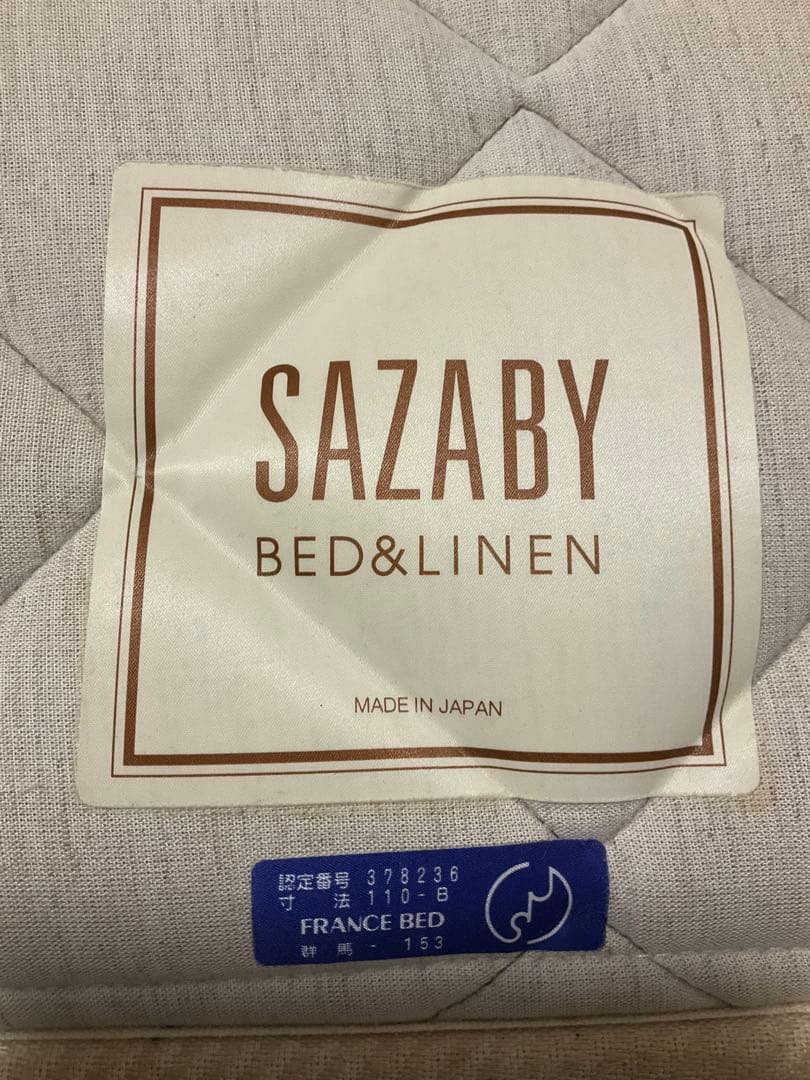 SAZABY
BED&LINEN
MADE IN JAPAN
認定番号 378236
寸 法 110-B
FRANCE BED
群 馬 - 153